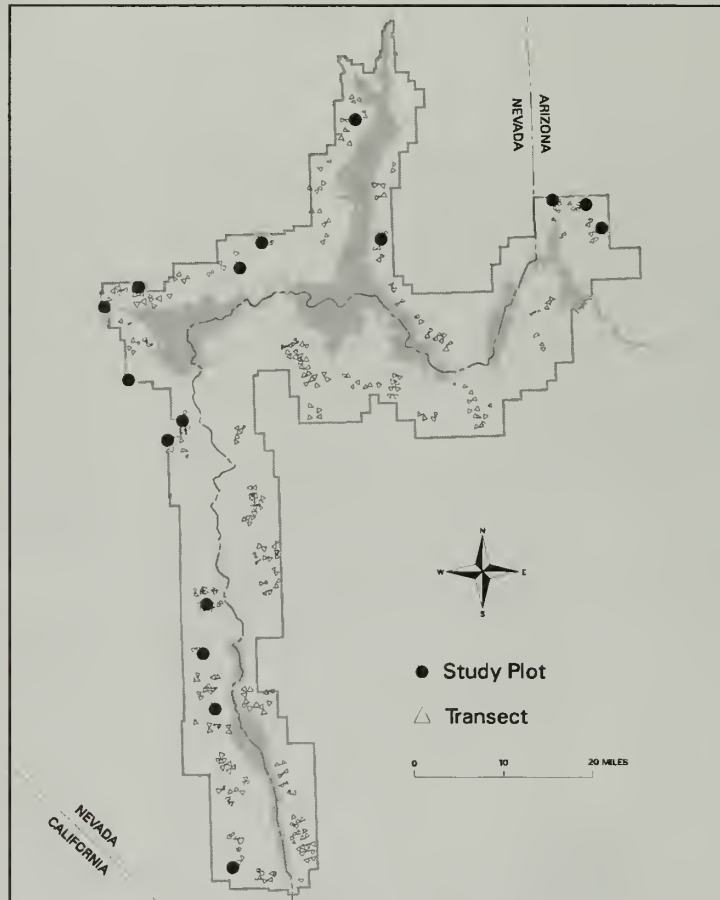 ARIZONA
NEVADA
N
W E
S
Study Plot
Transect
0 10 20 MILES
NEVADA
CALIFORNIA